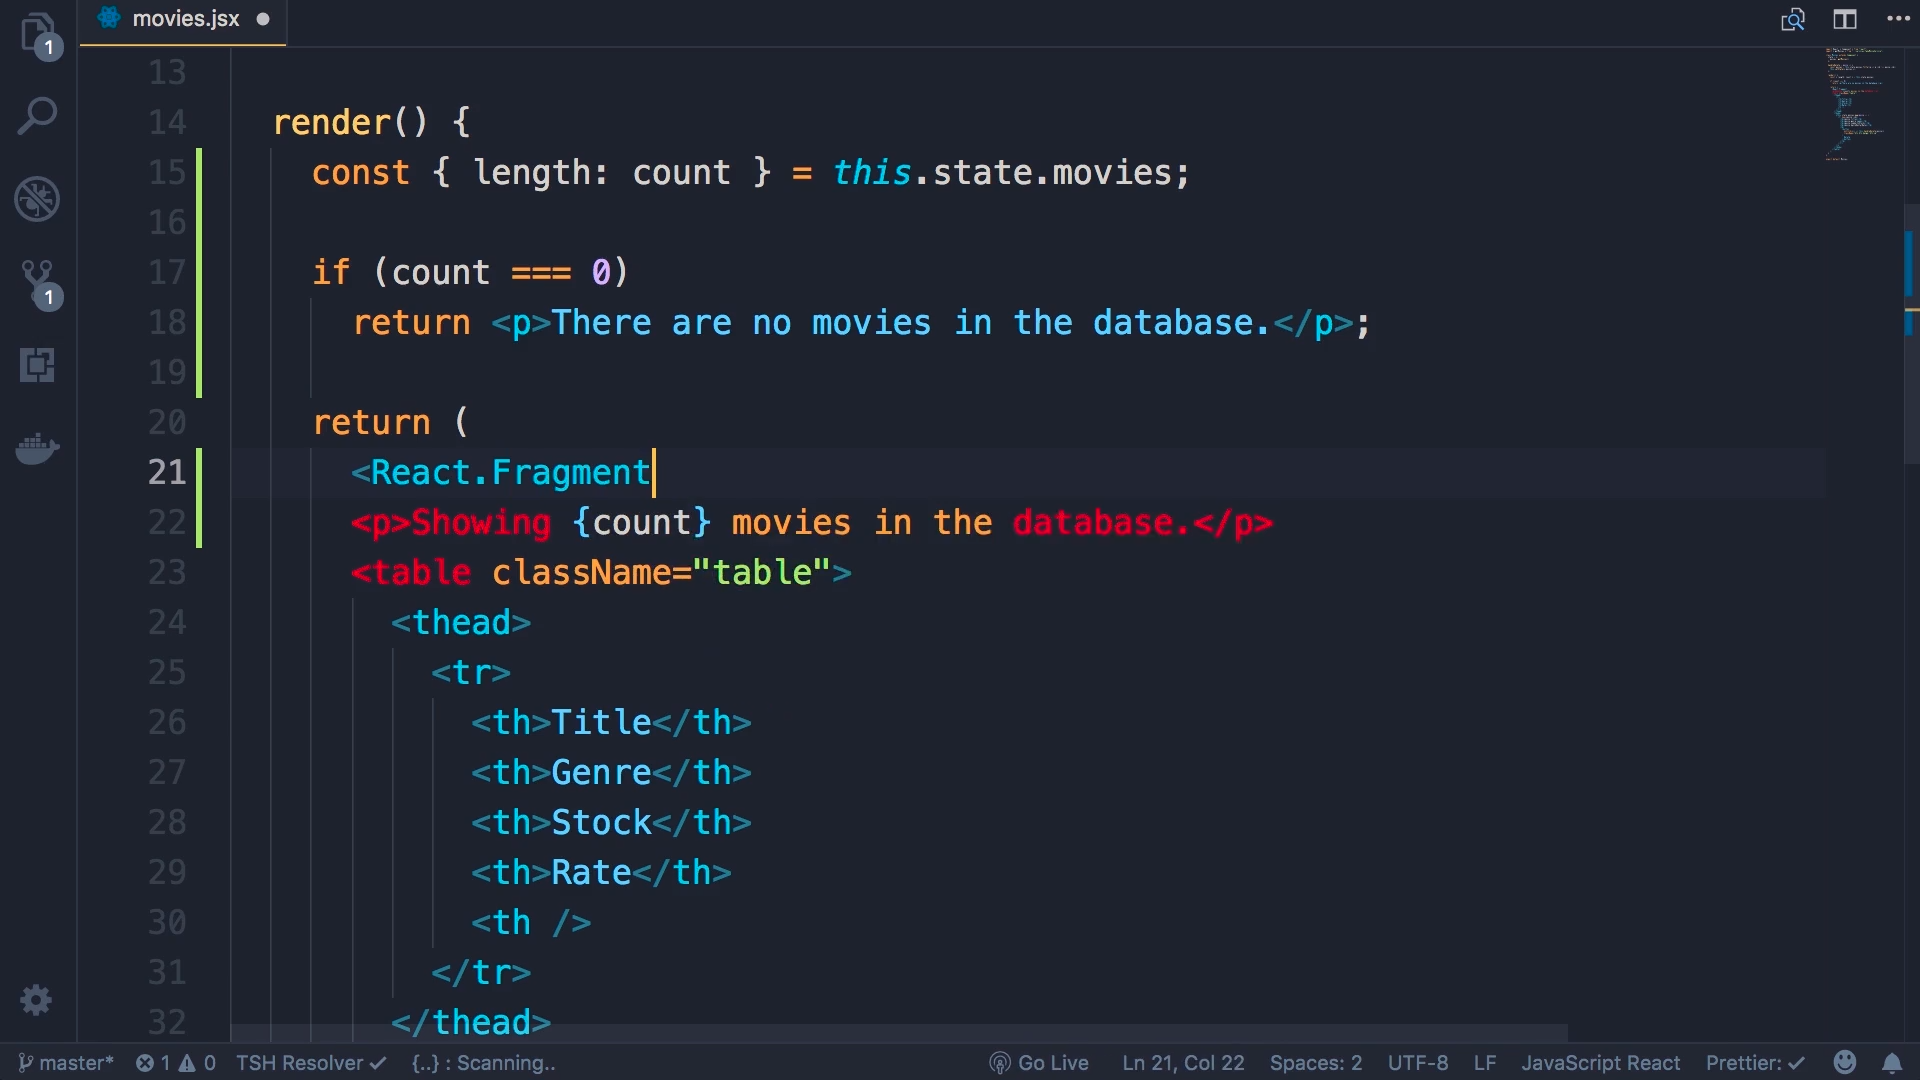 movies.jsx
1
13
14 render() {
15 const { length: count } = this.state.movies;
16
17 if (count === 0)
18 return <p>There are no movies in the database.</p>;
19
20 return (
21 <React.Fragment
22 <p>Showing {count} movies in the database.</p>
23 <table className="table">
24 <thead>
25 <tr>
26 <th>Title</th>
27 <th>Genre</th>
28 <th>Stock</th>
29 <th>Rate</th>
30 <th />
31 </tr>
32 </thead>
1
master* 1 0 TSH Resolver {..} : Scanning.. Go Live Ln 21, Col 22 Spaces: 2 UTF-8 LF JavaScript React Prettier: